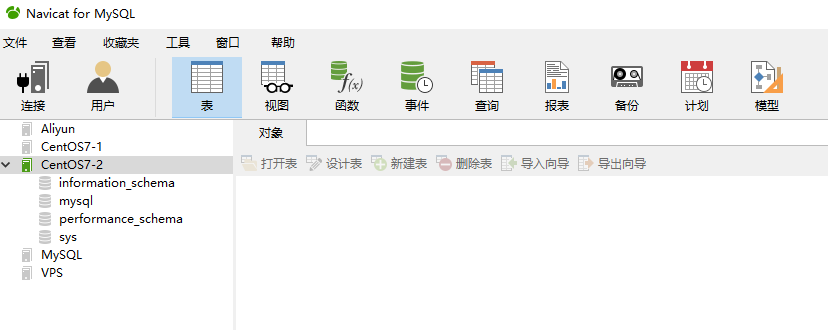 Navicat for MySQL
文件 查看 收藏夹 工具 窗口 帮助
f(x)
连接 用户 表 视图 函数 事件 查询 报表 备份 计划 模型
Aliyun
对象
CentOS7-1
CentOS7-2
打开表 设计表 新建表 删除表 导入向导 导出向导
information_schema
mysql
performance_schema
sys
MySQL
VPS